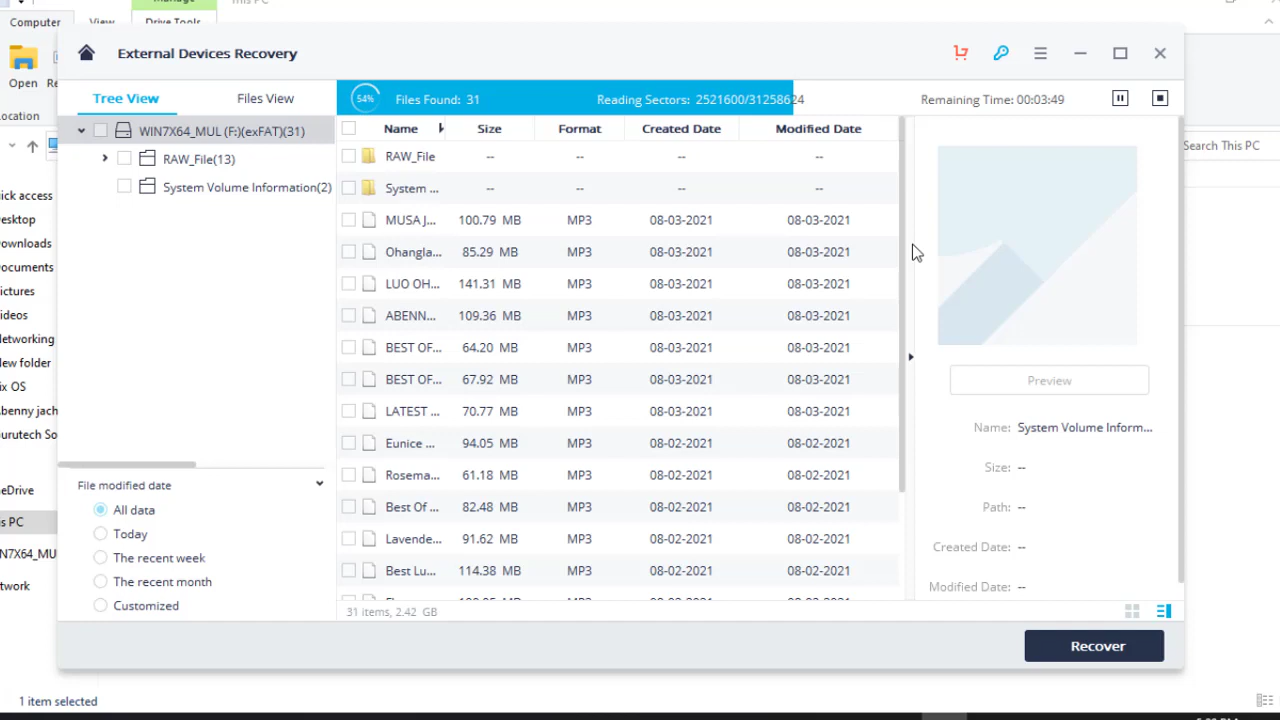 Computer View Drive Tools
Manage
This PC
External Devices Recovery
Open
Tree View Files View
54% Files Found: 31 Reading Sectors: 2521600/31258624 Remaining Time: 00:03:49
WIN7X64_MUL (F:)(exFAT)(31)
RAW_File(13)
System Volume Information(2)
Name Size Format Created Date Modified Date
RAW_File -- -- -- --
System ... -- -- -- --
MUSA J... 100.79 MB MP3 08-03-2021 08-03-2021
Ohangla... 85.29 MB MP3 08-03-2021 08-03-2021
LUO OH... 141.31 MB MP3 08-03-2021 08-03-2021
ABENN... 109.36 MB MP3 08-03-2021 08-03-2021
BEST OF... 64.20 MB MP3 08-03-2021 08-03-2021
BEST OF... 67.92 MB MP3 08-03-2021 08-03-2021
LATEST ... 70.77 MB MP3 08-03-2021 08-03-2021
Eunice ... 94.05 MB MP3 08-02-2021 08-02-2021
Rosema... 61.18 MB MP3 08-02-2021 08-02-2021
Best Of ... 82.48 MB MP3 08-02-2021 08-02-2021
Lavende... 91.62 MB MP3 08-02-2021 08-02-2021
Best Lu... 114.38 MB MP3 08-02-2021 08-02-2021
File modified date
All data
Today
The recent week
The recent month
Customized
31 items, 2.42 GB
Preview
Name: System Volume Inform...
Size: --
Path: --
Created Date: --
Modified Date: --
Recover
Re
ocation
ick access
esktop
ownloads
ocuments
ictures
ideos
etworking
ew folder
ix OS
benny jach
urutech So
eDrive
is PC
N7X64_MU
twork
Search This PC
1 item selected